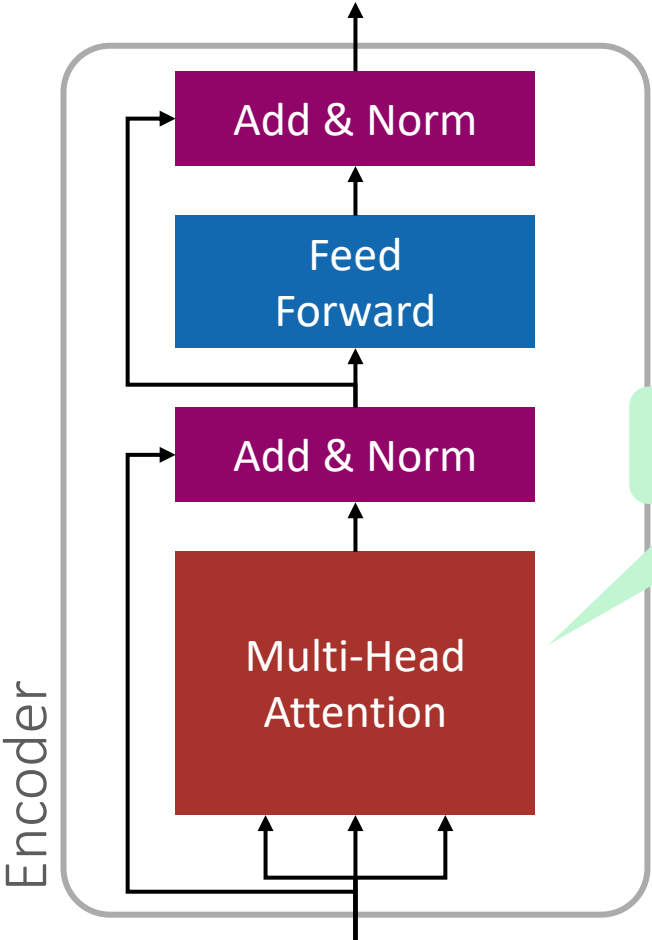 Add & Norm
Feed
Forward
Add & Norm
Multi-Head
Attention
Encoder